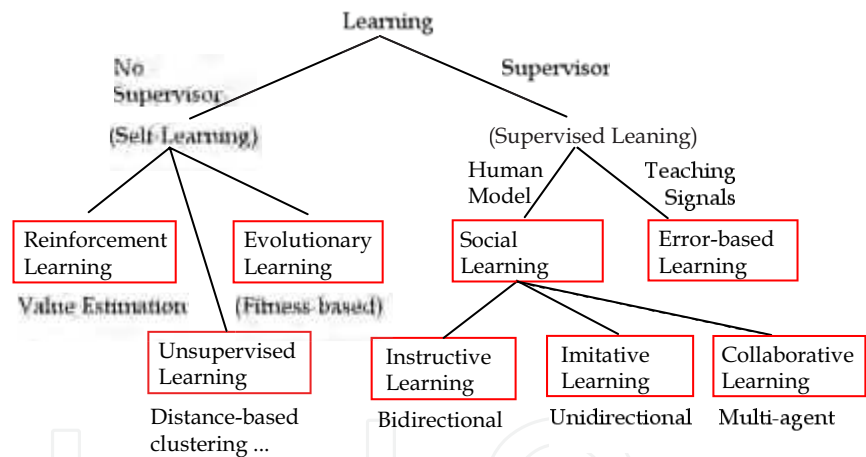 Learning
No
Supervisor
Supervisor
(Self-Learning)
(Supervised Leaning)
Human
Model
Teaching
Signals
Reinforcement
Learning
Evolutionary
Learning
Social
Learning
Error-based
Learning
Value Estimation
(Fitness-based)
Unsupervised
Learning
Instructive
Learning
Imitative
Learning
Collaborative
Learning
Distance-based
clustering ...
Bidirectional
Unidirectional
Multi-agent